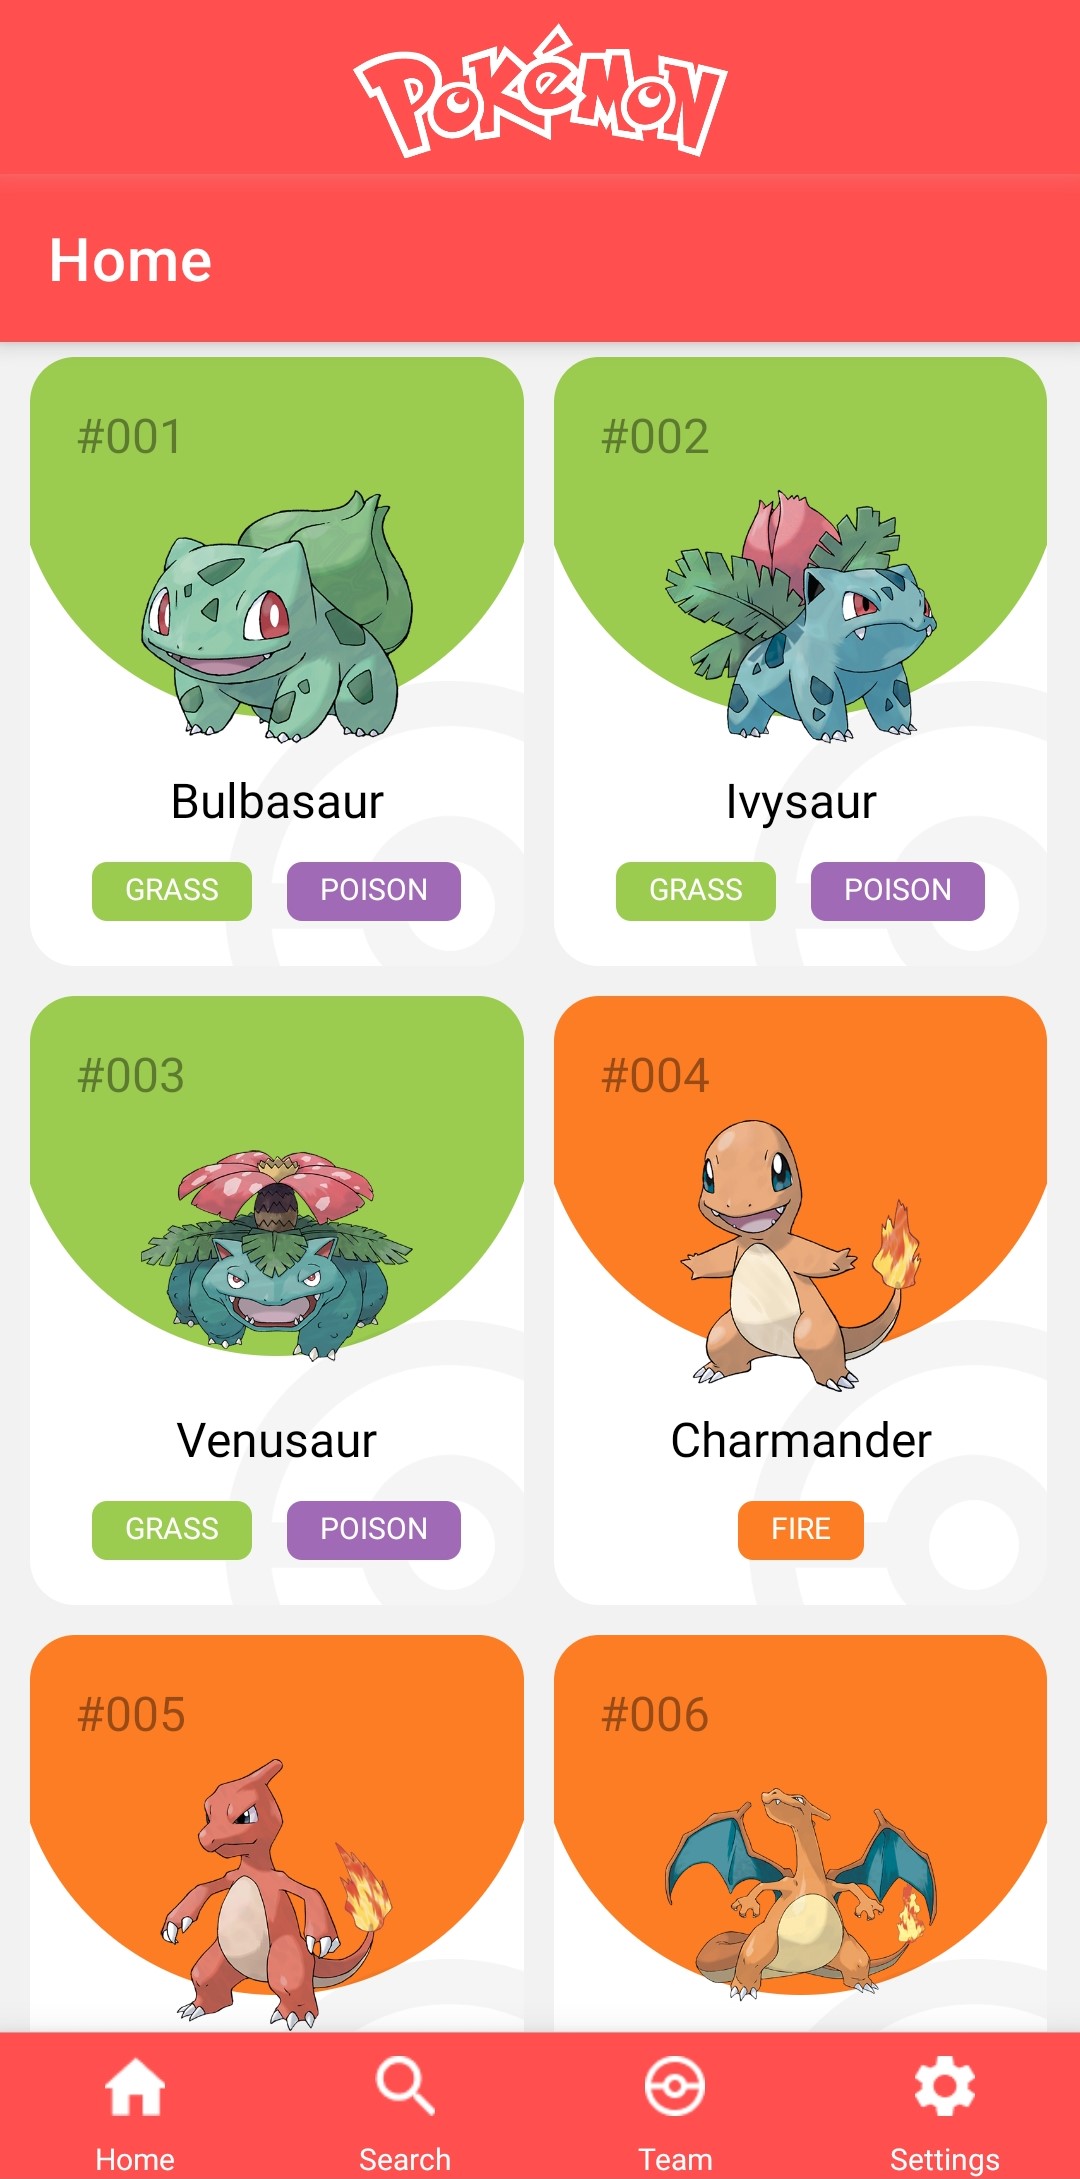 POKéMON
Home
#001
#002
Bulbasaur
Ivysaur
GRASS POISON
GRASS POISON
#003
#004
Venusaur
Charmander
GRASS POISON
FIRE
#005
#006
Home Search Team Settings